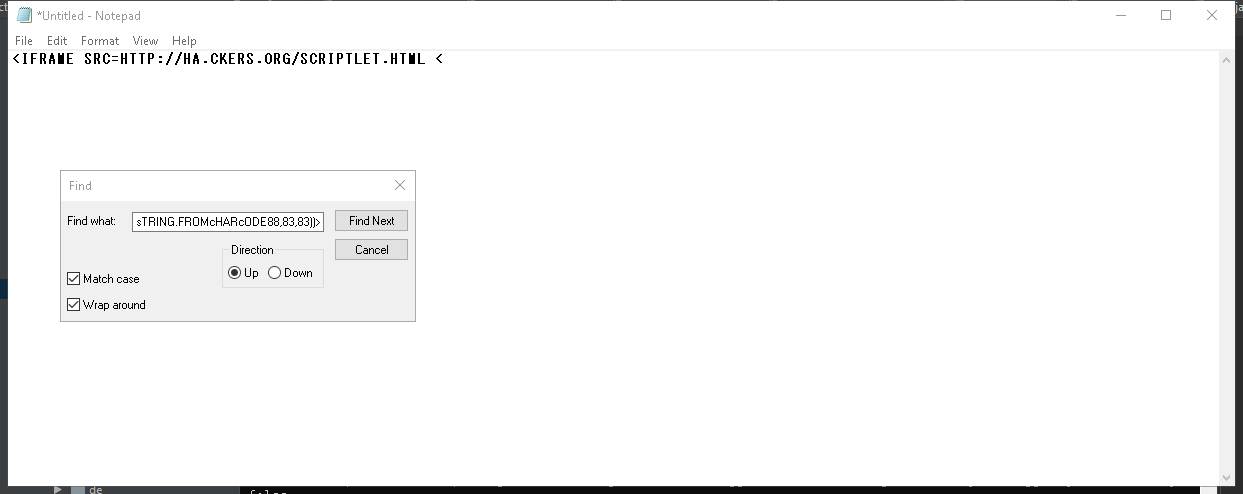 *Untitled - Notepad
File Edit Format View Help
<IFRAME SRC=HTTP://HA.CKERS.ORG/SCRIPTLET.HTML <
Find
Find what: sTRING.FROMcHARcODE88,83,83))> Find Next
Direction Cancel
Up Down
Match case
Wrap around
de